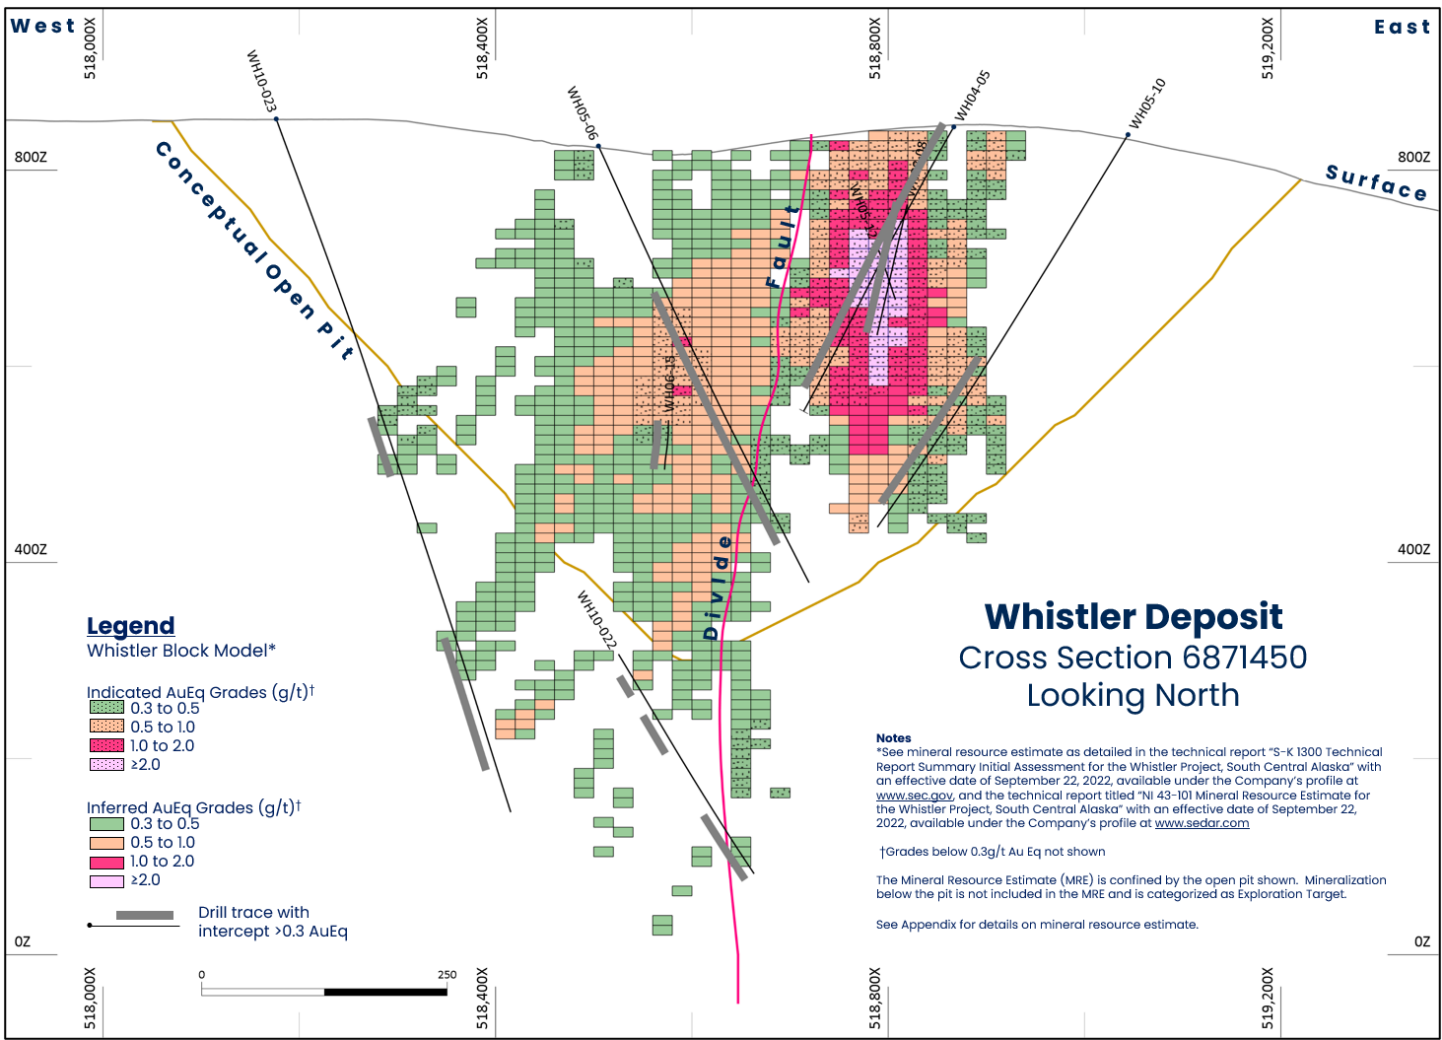 West
East
518,000X
518,400X
518,800X
519,200X
WH10-023
WH05-06
WH04-05
WH05-10
800Z
800Z
Surface
Conceptual Open Pit
WH05-12
Fault
WH06-15
400Z
400Z
Divide
WH10-022
Legend
Whistler Block Model*
Indicated AuEq Grades (g/t)†
0.3 to 0.5
0.5 to 1.0
1.0 to 2.0
≥2.0
Inferred AuEq Grades (g/t)†
0.3 to 0.5
0.5 to 1.0
1.0 to 2.0
≥2.0
Drill trace with
intercept >0.3 AuEq
Whistler Deposit
Cross Section 6871450
Looking North
Notes
*See mineral resource estimate as detailed in the technical report “S-K 1300 Technical
Report Summary Initial Assessment for the Whistler Project, South Central Alaska” with
an effective date of September 22, 2022, available under the Company’s profile at
www.sec.gov, and the technical report titled “NI 43-101 Mineral Resource Estimate for
the Whistler Project, South Central Alaska” with an effective date of September 22,
2022, available under the Company’s profile at www.sedar.com
†Grades below 0.3g/t Au Eq not shown
The Mineral Resource Estimate (MRE) is confined by the open pit shown. Mineralization
below the pit is not included in the MRE and is categorized as Exploration Target.
See Appendix for details on mineral resource estimate.
0Z
0Z
0
250
518,000X
518,400X
518,800X
519,200X